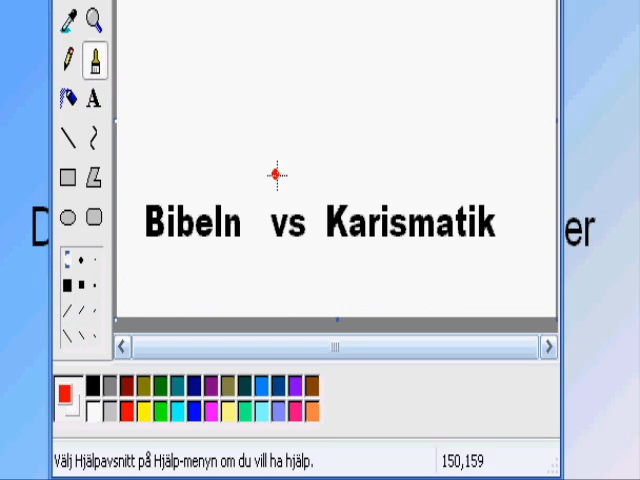 Bibeln vs Karismatik
Välj Hjälpavsnitt på Hjälp-menyn om du vill ha hjälp. 150,159